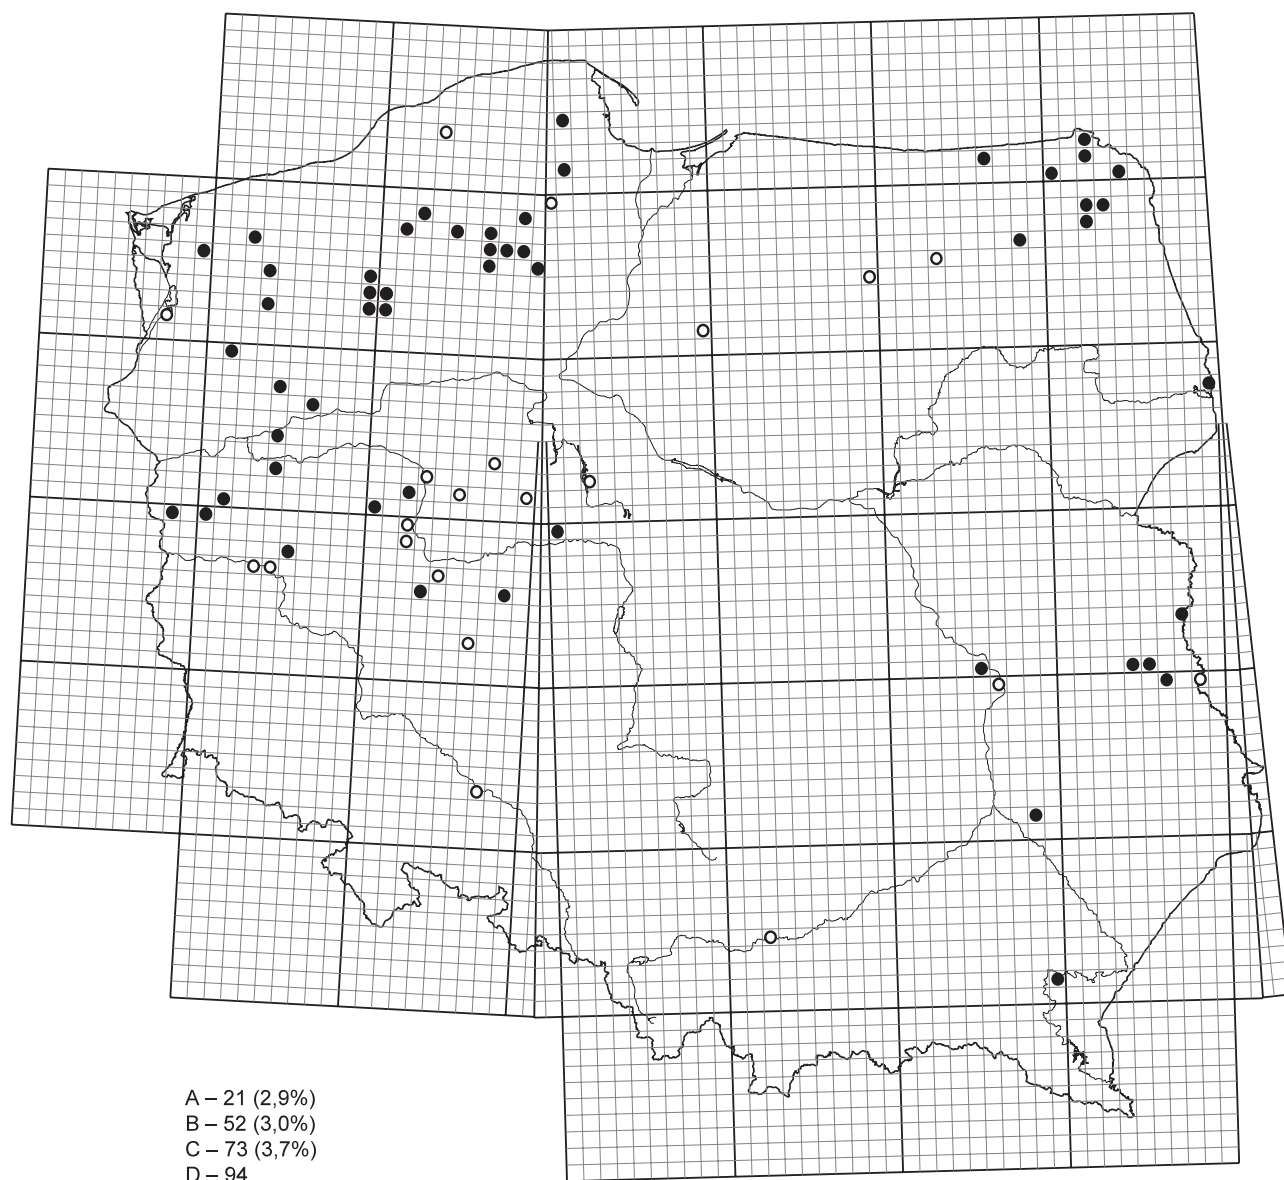 A – 21 (2,9%)
B – 52 (3,0%)
C – 73 (3,7%)
D – 94